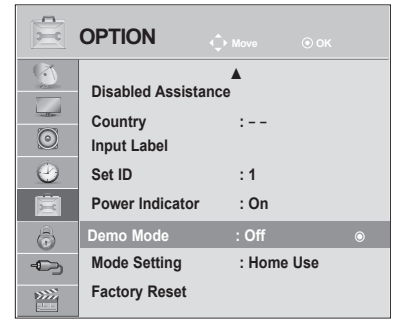 OPTION
Move
OK
▲
Disabled Assistance
Country : – –
Input Label
Set ID : 1
Power Indicator : On
Demo Mode : Off
Mode Setting : Home Use
Factory Reset